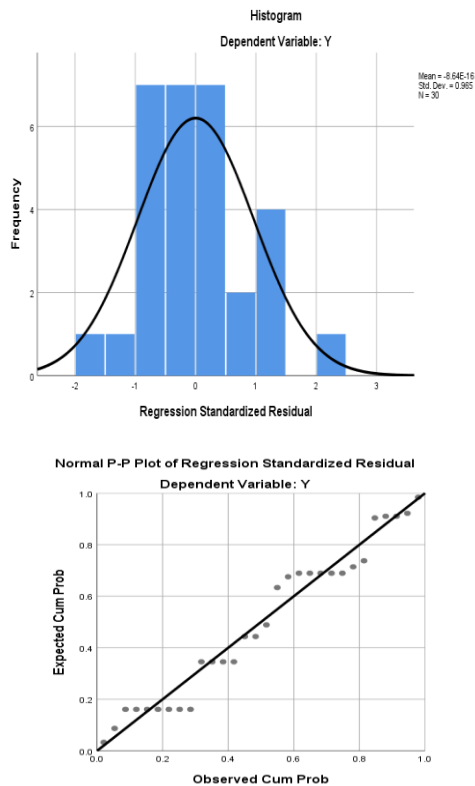 Histogram
Dependent Variable: Y
Mean = -8.64E-16
Std. Dev. = 0.965
N = 30
Frequency
6
4
2
0
-2 -1 0 1 2 3
Regression Standardized Residual
Normal P-P Plot of Regression Standardized Residual
Dependent Variable: Y
Expected Cum Prob
1.0
0.8
0.6
0.4
0.2
0.0
0.0 0.2 0.4 0.6 0.8 1.0
Observed Cum Prob